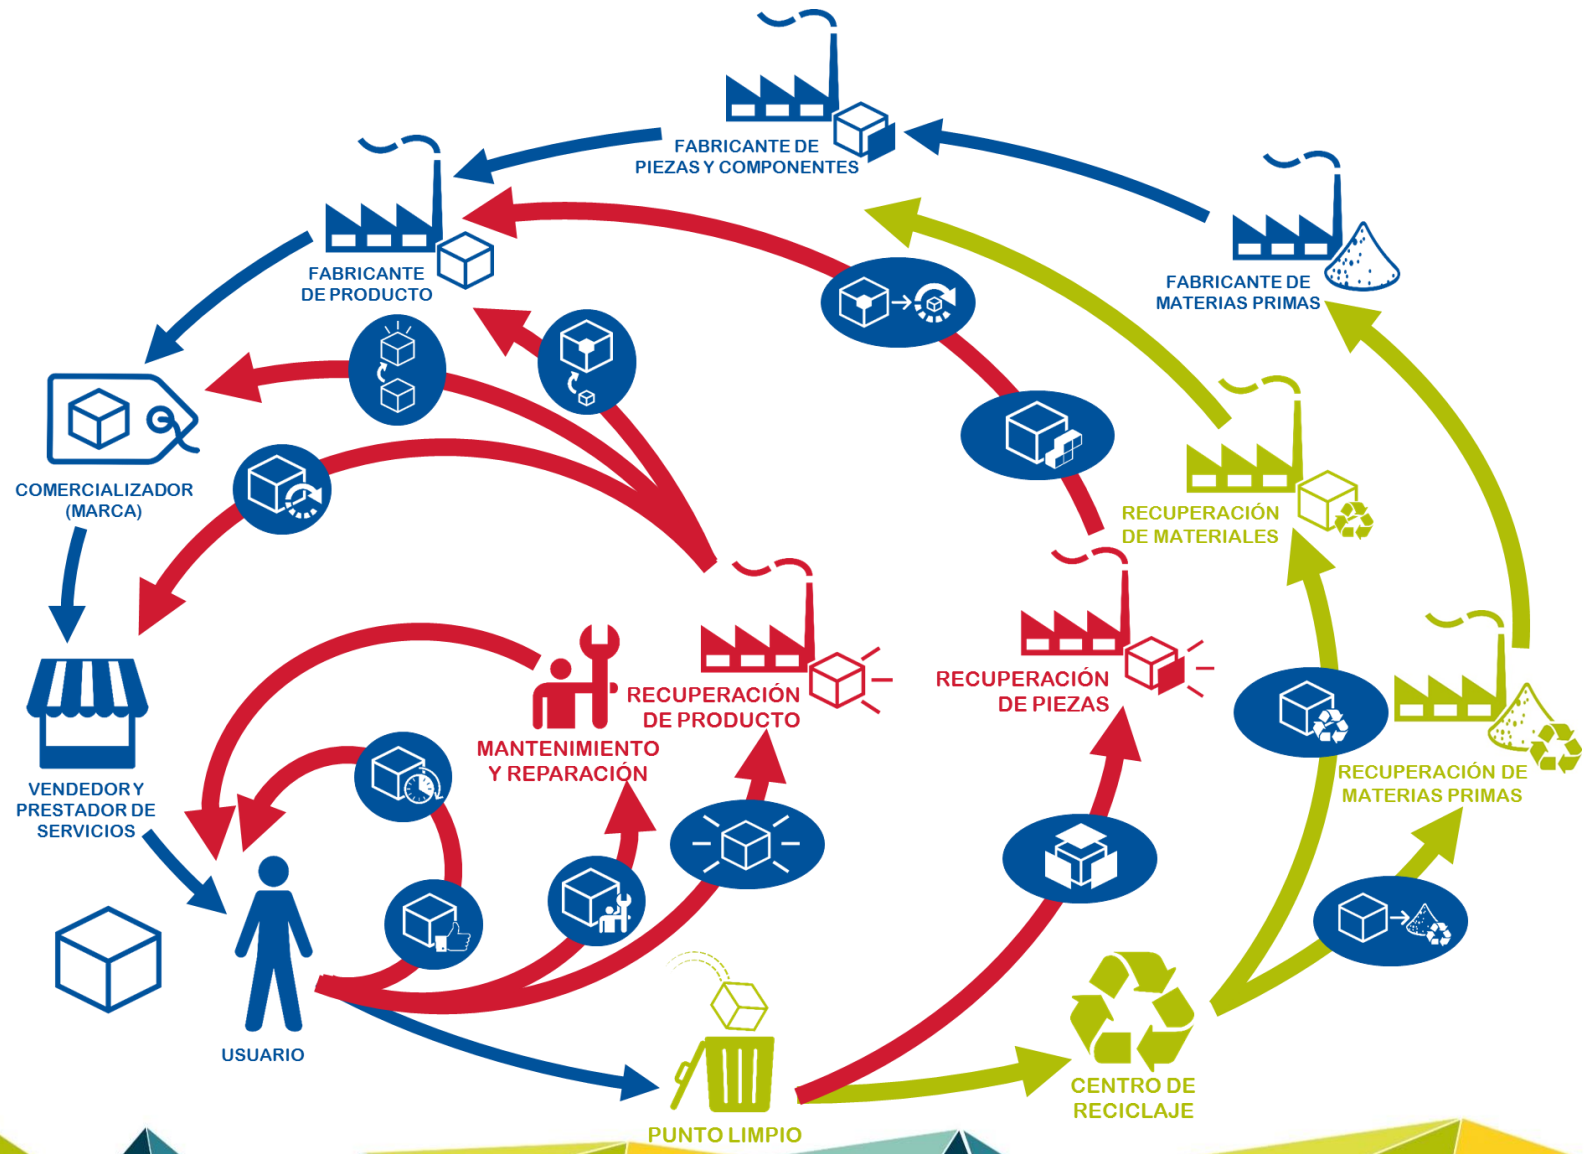 FABRICANTE DE
PIEZAS Y COMPONENTES
FABRICANTE
DE PRODUCTO
FABRICANTE DE
MATERIAS PRIMAS
COMERCIALIZADOR
(MARCA)
RECUPERACIÓN
DE MATERIALES
RECUPERACIÓN
DE PRODUCTO
RECUPERACIÓN
DE PIEZAS
MANTENIMIENTO
Y REPARACIÓN
RECUPERACIÓN DE
MATERIAS PRIMAS
VENDEDOR Y
PRESTADOR DE
SERVICIOS
USUARIO
CENTRO DE
RECICLAJE
PUNTO LIMPIO